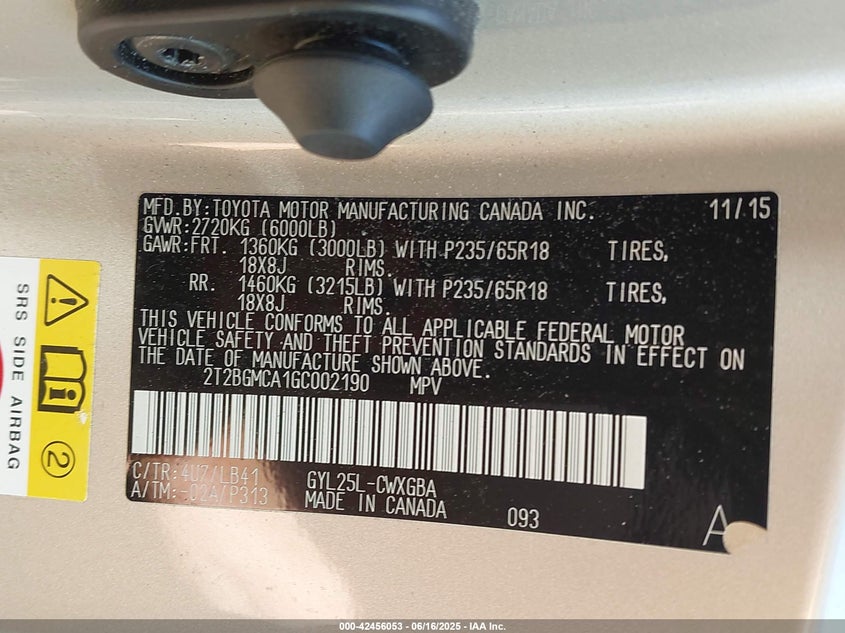 MFD.BY:TOYOTA MOTOR MANUFACTURING CANADA INC. 11/15
GVWR:2720KG (6000LB)
GAWR:FRT. 1360KG (3000LB) WITH P235/65R18 TIRES,
18X8J RIMS.
RR. 1460KG (3215LB) WITH P235/65R18 TIRES,
18X8J RIMS.
THIS VEHICLE CONFORMS TO ALL APPLICABLE FEDERAL MOTOR
VEHICLE SAFETY AND THEFT PREVENTION STANDARDS IN EFFECT ON
THE DATE OF MANUFACTURE SHOWN ABOVE.
2T2BGMCA1GC002190 MPV
C/TR:4U7/LB41 GYL25L-CWXGBA
A/TM:-02A/P313 MADE IN CANADA
093 A
SRS SIDE AIRBAG
2
000-42456053 - 06/16/2025 - IAA Inc.